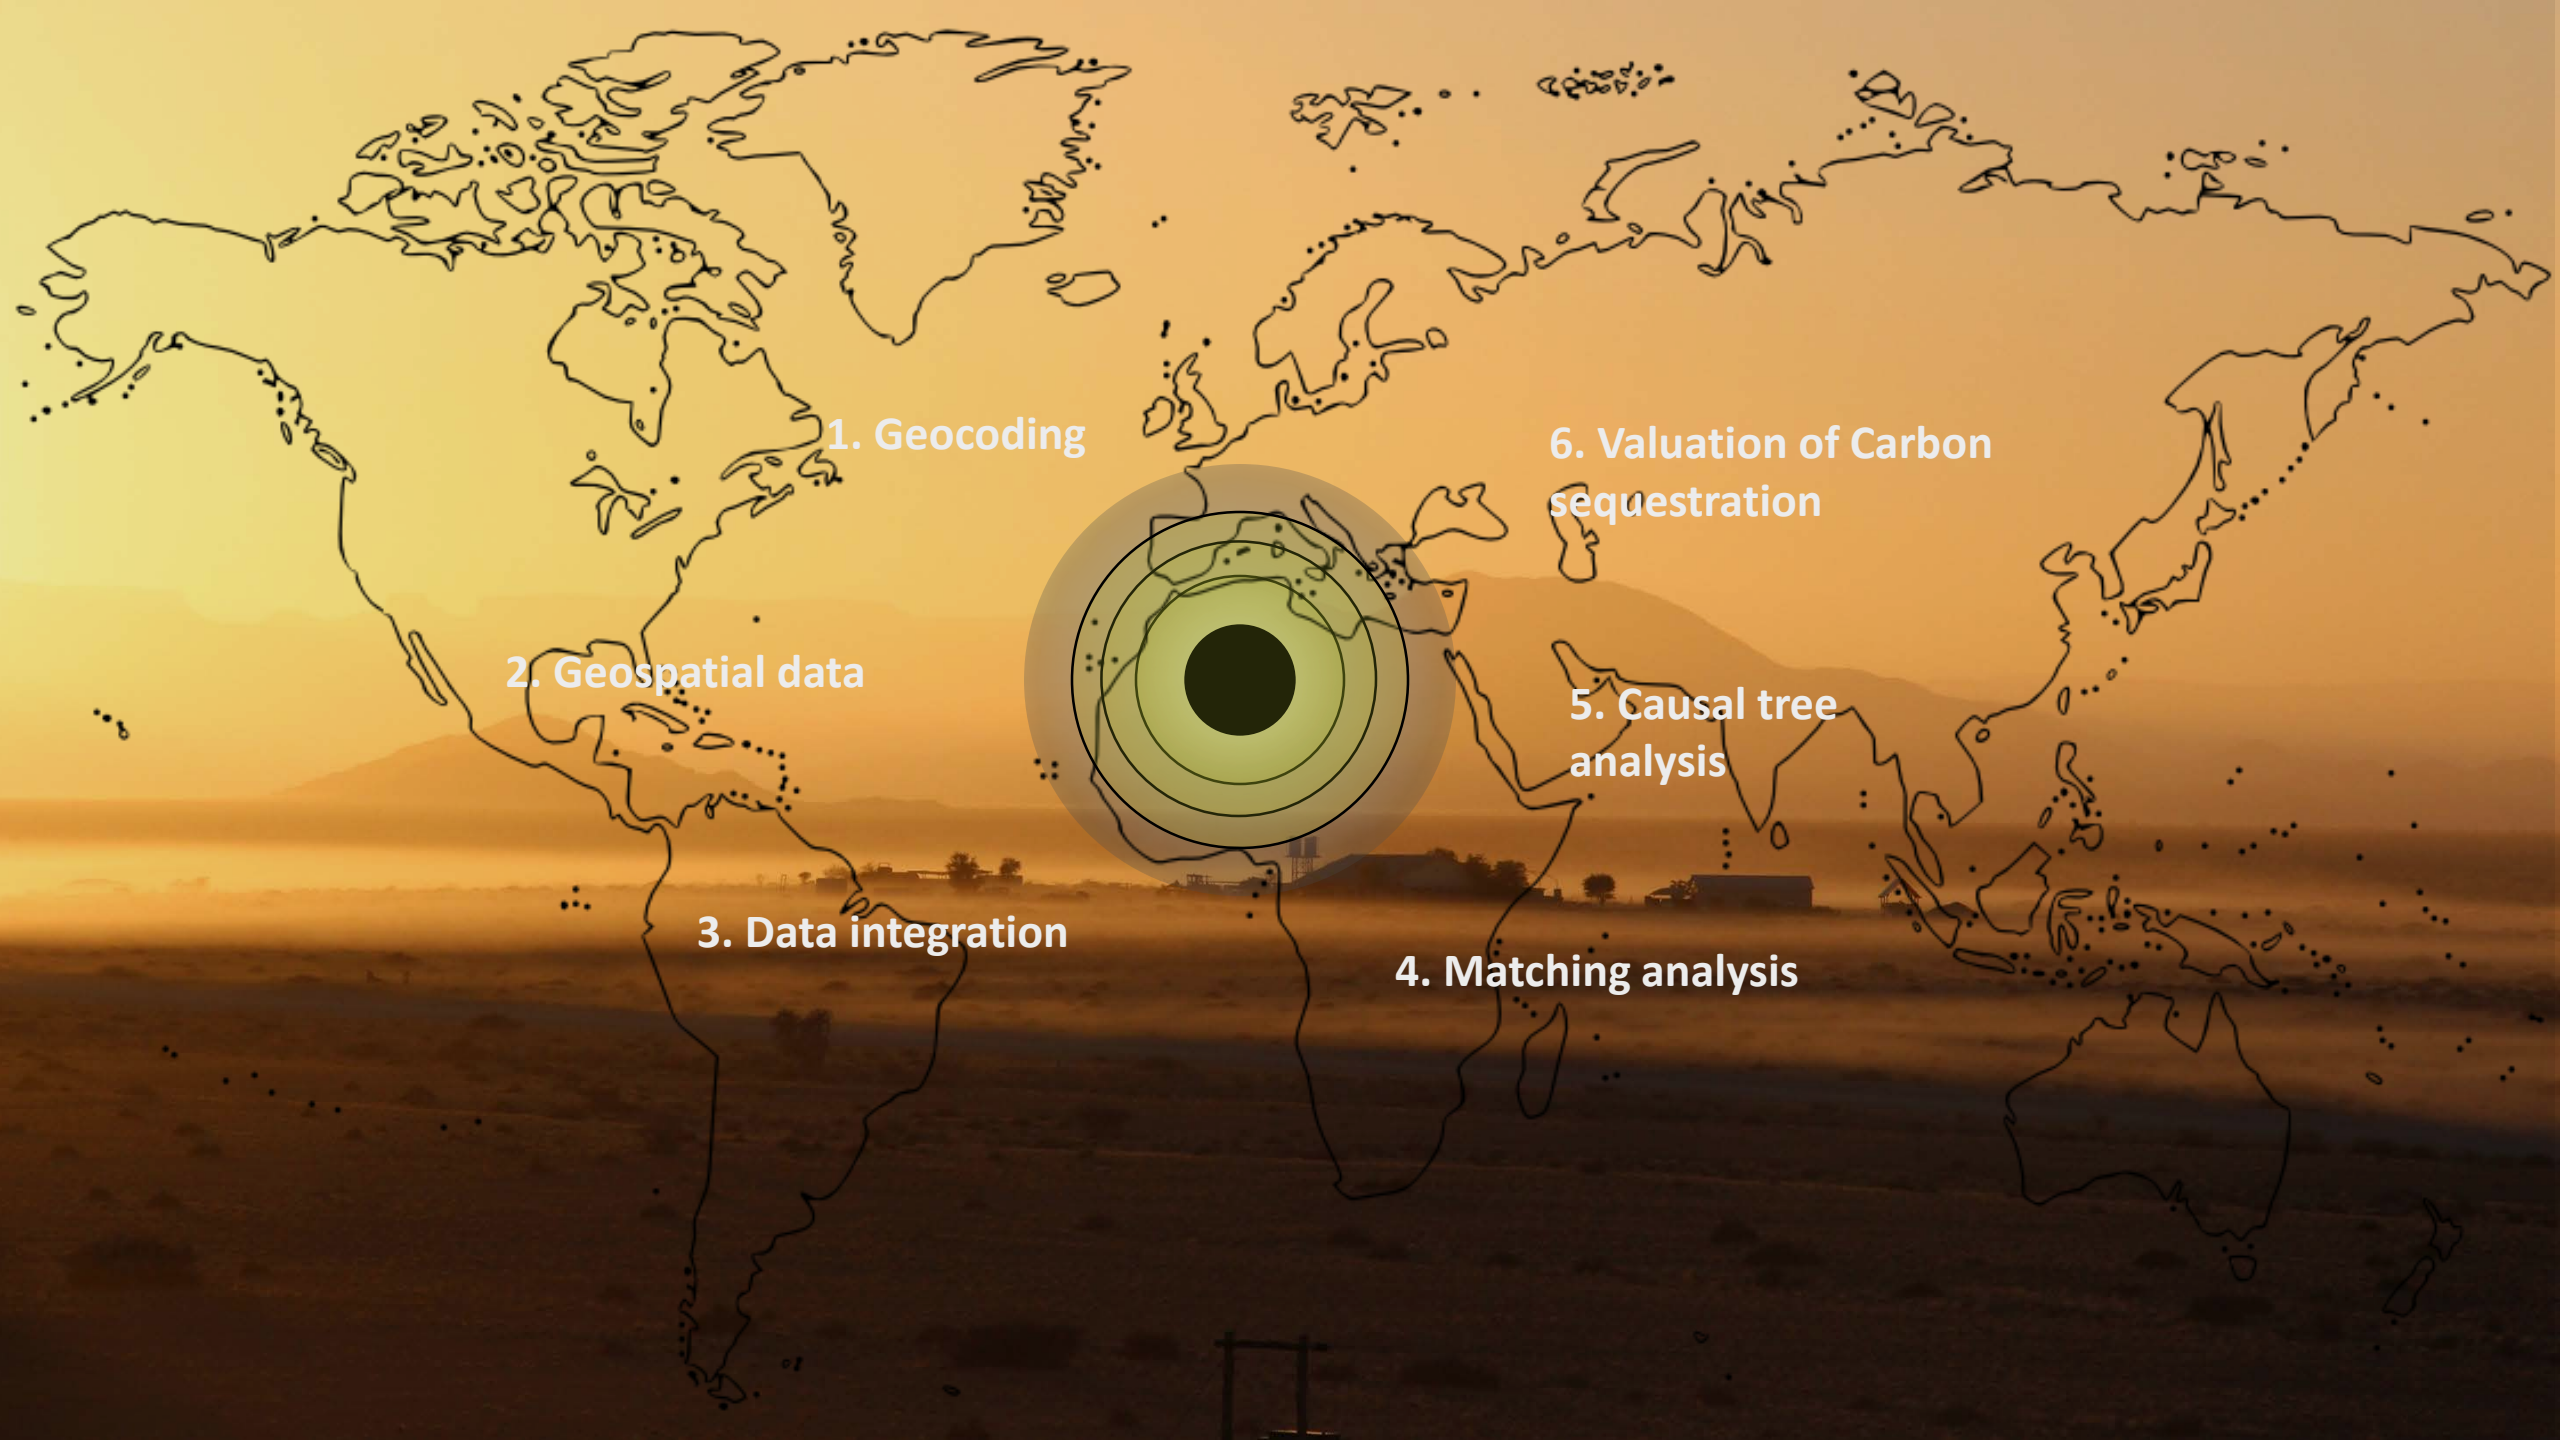 1. Geocoding
2. Geospatial data
3. Data integration
4. Matching analysis
5. Causal tree
analysis
6. Valuation of Carbon
sequestration